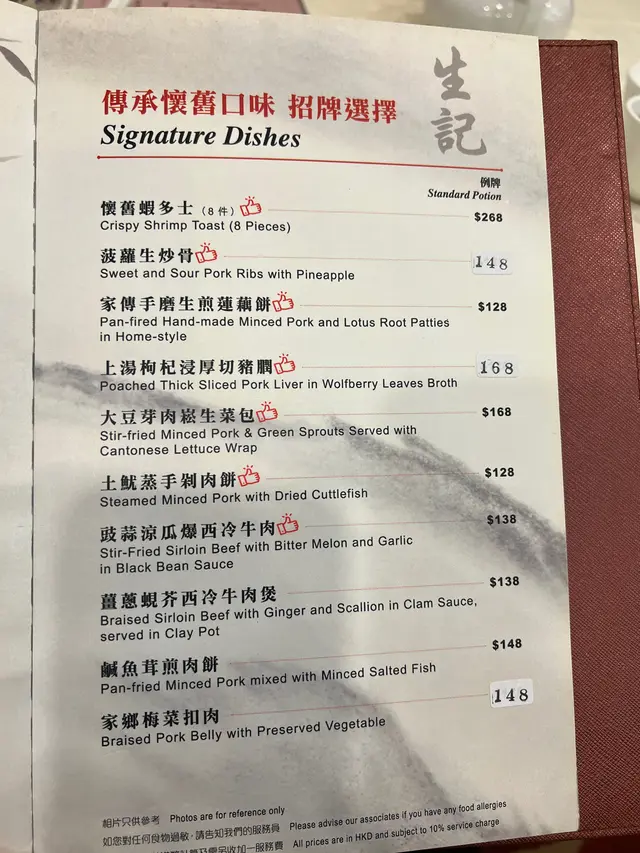 生記
傳承懷舊口味 招牌選擇
Signature Dishes
例牌
Standard Potion
懷舊蝦多士（8 件） $268
Crispy Shrimp Toast (8 Pieces)
菠蘿生炒骨 148
Sweet and Sour Pork Ribs with Pineapple
家傳手磨生煎蓮藕餅 $128
Pan-fired Hand-made Minced Pork and Lotus Root Patties
in Home-style
上湯枸杞浸厚切豬膶 168
Poached Thick Sliced Pork Liver in Wolfberry Leaves Broth
大豆芽肉崧生菜包 $168
Stir-fried Minced Pork & Green Sprouts Served with
Cantonese Lettuce Wrap
土魷蒸手剁肉餅 $128
Steamed Minced Pork with Dried Cuttlefish
豉蒜涼瓜爆西冷牛肉 $138
Stir-Fried Sirloin Beef with Bitter Melon and Garlic
in Black Bean Sauce
薑蔥蜆芥西冷牛肉煲 $138
Braised Sirloin Beef with Ginger and Scallion in Clam Sauce,
served in Clay Pot
鹹魚茸煎肉餅 $148
Pan-fried Minced Pork mixed with Minced Salted Fish
家鄉梅菜扣肉 148
Braised Pork Belly with Preserved Vegetable
相片只供參考 Photos are for reference only
如您對任何食物過敏，請告知我們的服務員 Please advise our associates if you have any food allergies
收加一服務費 All prices are in HKD and subject to 10% service charge